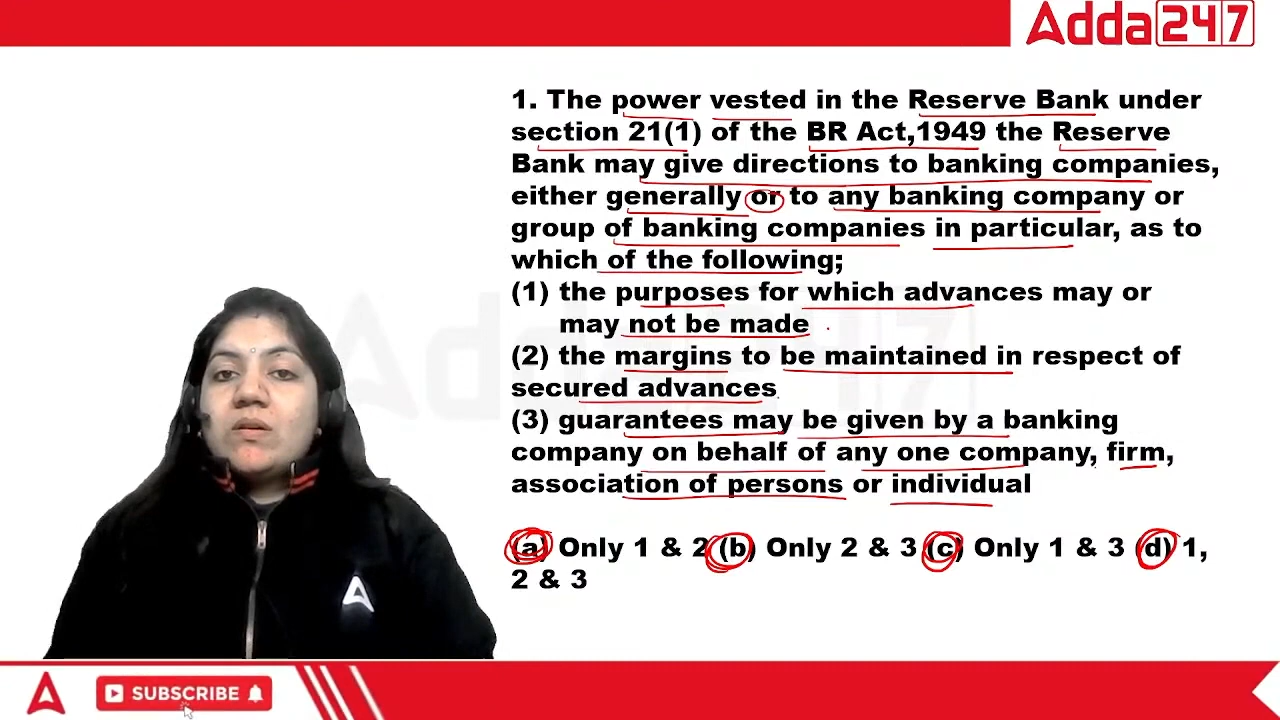 Adda247
1. The power vested in the Reserve Bank under
section 21(1) of the BR Act,1949 the Reserve
Bank may give directions to banking companies,
either generally or to any banking company or
group of banking companies in particular, as to
which of the following;
(1) the purposes for which advances may or
may not be made
(2) the margins to be maintained in respect of
secured advances
(3) guarantees may be given by a banking
company on behalf of any one company, firm,
association of persons or individual
(a) Only 1 & 2 (b) Only 2 & 3 (c) Only 1 & 3 (d) 1,
2 & 3
SUBSCRIBE